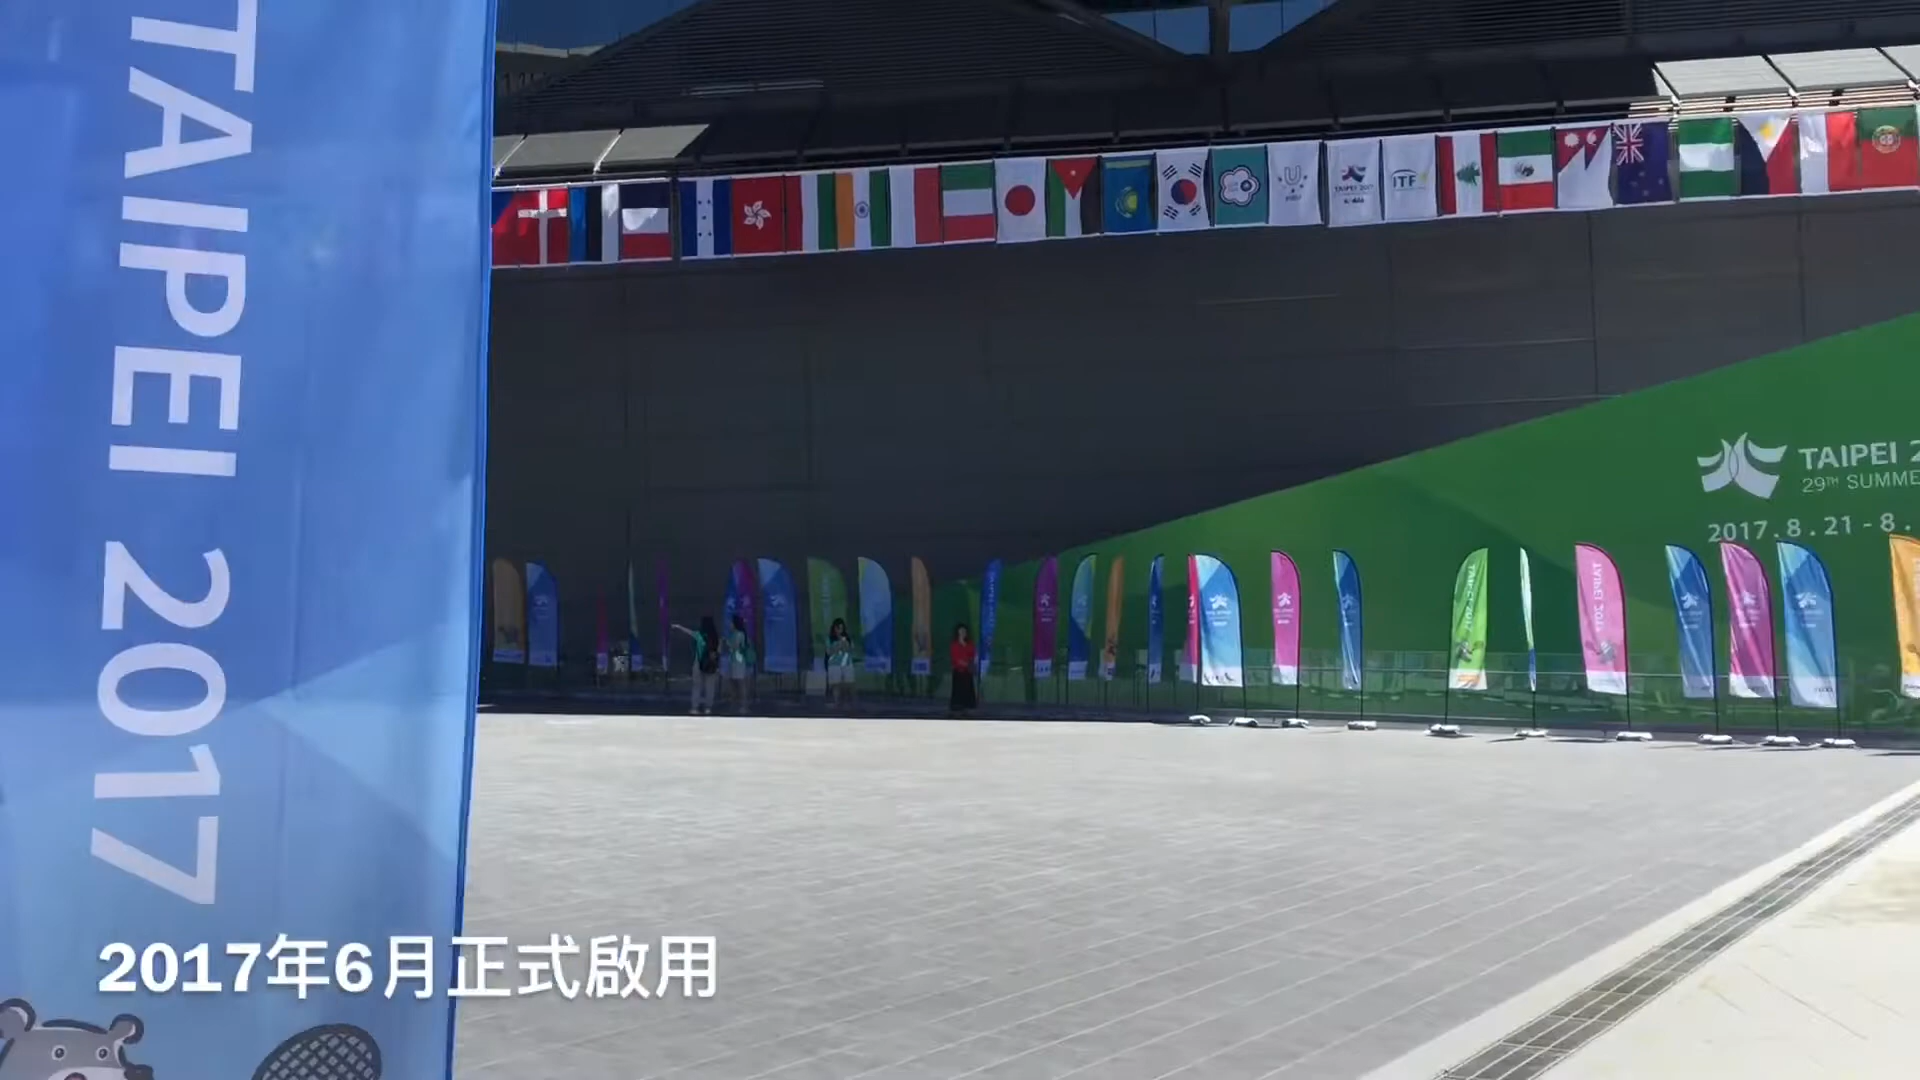 TAIPEI 2017
ITF
TAIPEI 2
29TH SUMME
2017.8.21-8.
TAIPEI 2017
2017年6月正式啟用